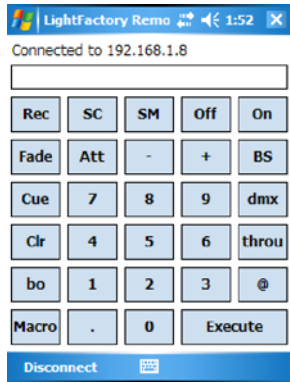 LightFactory Remo 1:52
Connected to 192.168.1.8
Rec SC SM Off On
Fade Att - + BS
Cue 7 8 9 dmx
Clr 4 5 6 throu
bo 1 2 3 @
Macro . 0 Execute
Disconnect